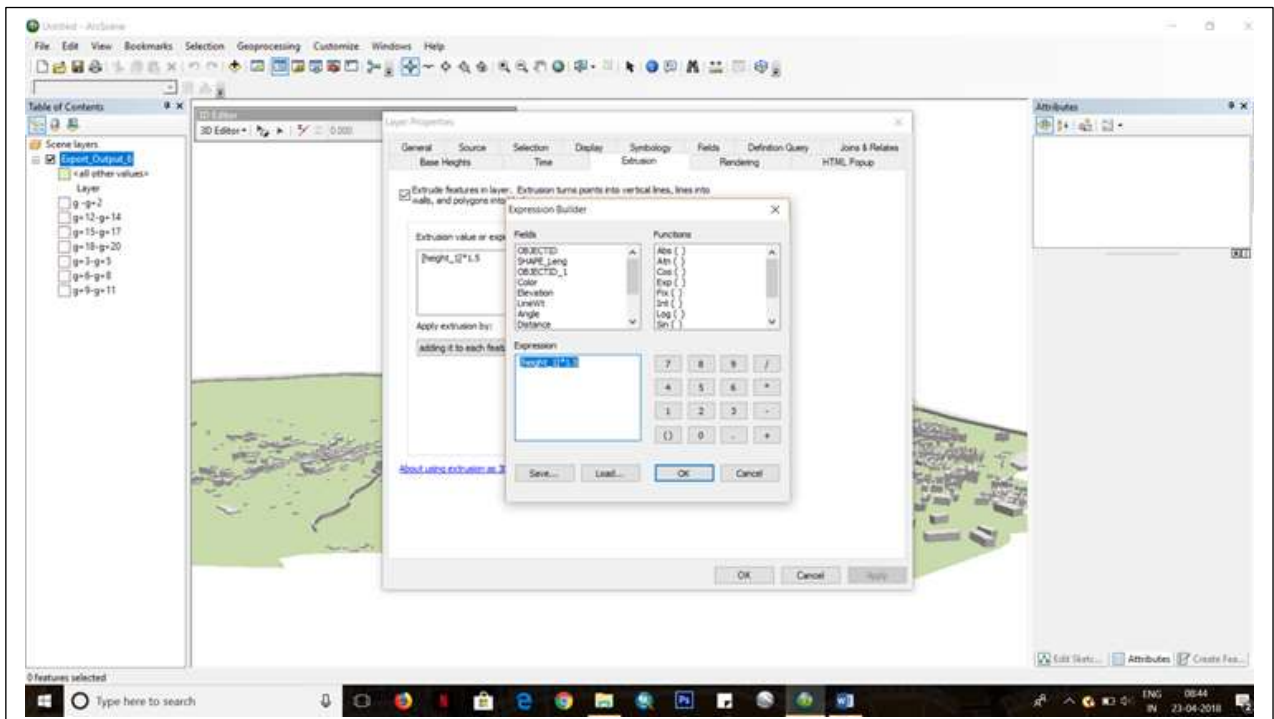 Untitled - ArcScene
File Edit View Bookmarks Selection Geoprocessing Customize Windows Help
Table of Contents
Scene layers
Export_Output_6
<all other values>
Layer
g -g+2
g+12-g+14
g+15-g+17
g+18-g+20
g+3-g+5
g+6-g+8
g+9-g+11
3D Editor
3D Editor
0.000
Layer Properties
General Source Selection Display Symbology Fields Definition Query Joins & Relates
Base Heights Time Extrusion Rendering HTML Popup
Extrude features in layer. Extrusion turns points into vertical lines, lines into
walls, and polygons into
Extrusion value or exp
[height_1]*1.5
Apply extrusion by:
adding it to each feat
About using extrusion as 3
Expression Builder
Fields
OBJECTID
SHAPE_Leng
OBJECTID_1
Color
Elevation
LineWt
Angle
Distance
Functions
Abs ( )
Atn ( )
Cos ( )
Exp ( )
Fix ( )
Int ( )
Log ( )
Sin ( )
Expression
[height_1]*1.5
7 8 9 /
4 5 6 *
1 2 3 -
() 0 . +
Save... Load... OK Cancel
OK Cancel Apply
Attributes
Edit Sketc... Attributes Create Fea...
0 features selected
Type here to search
Ps
ENG 08:44
IN 23-04-2018